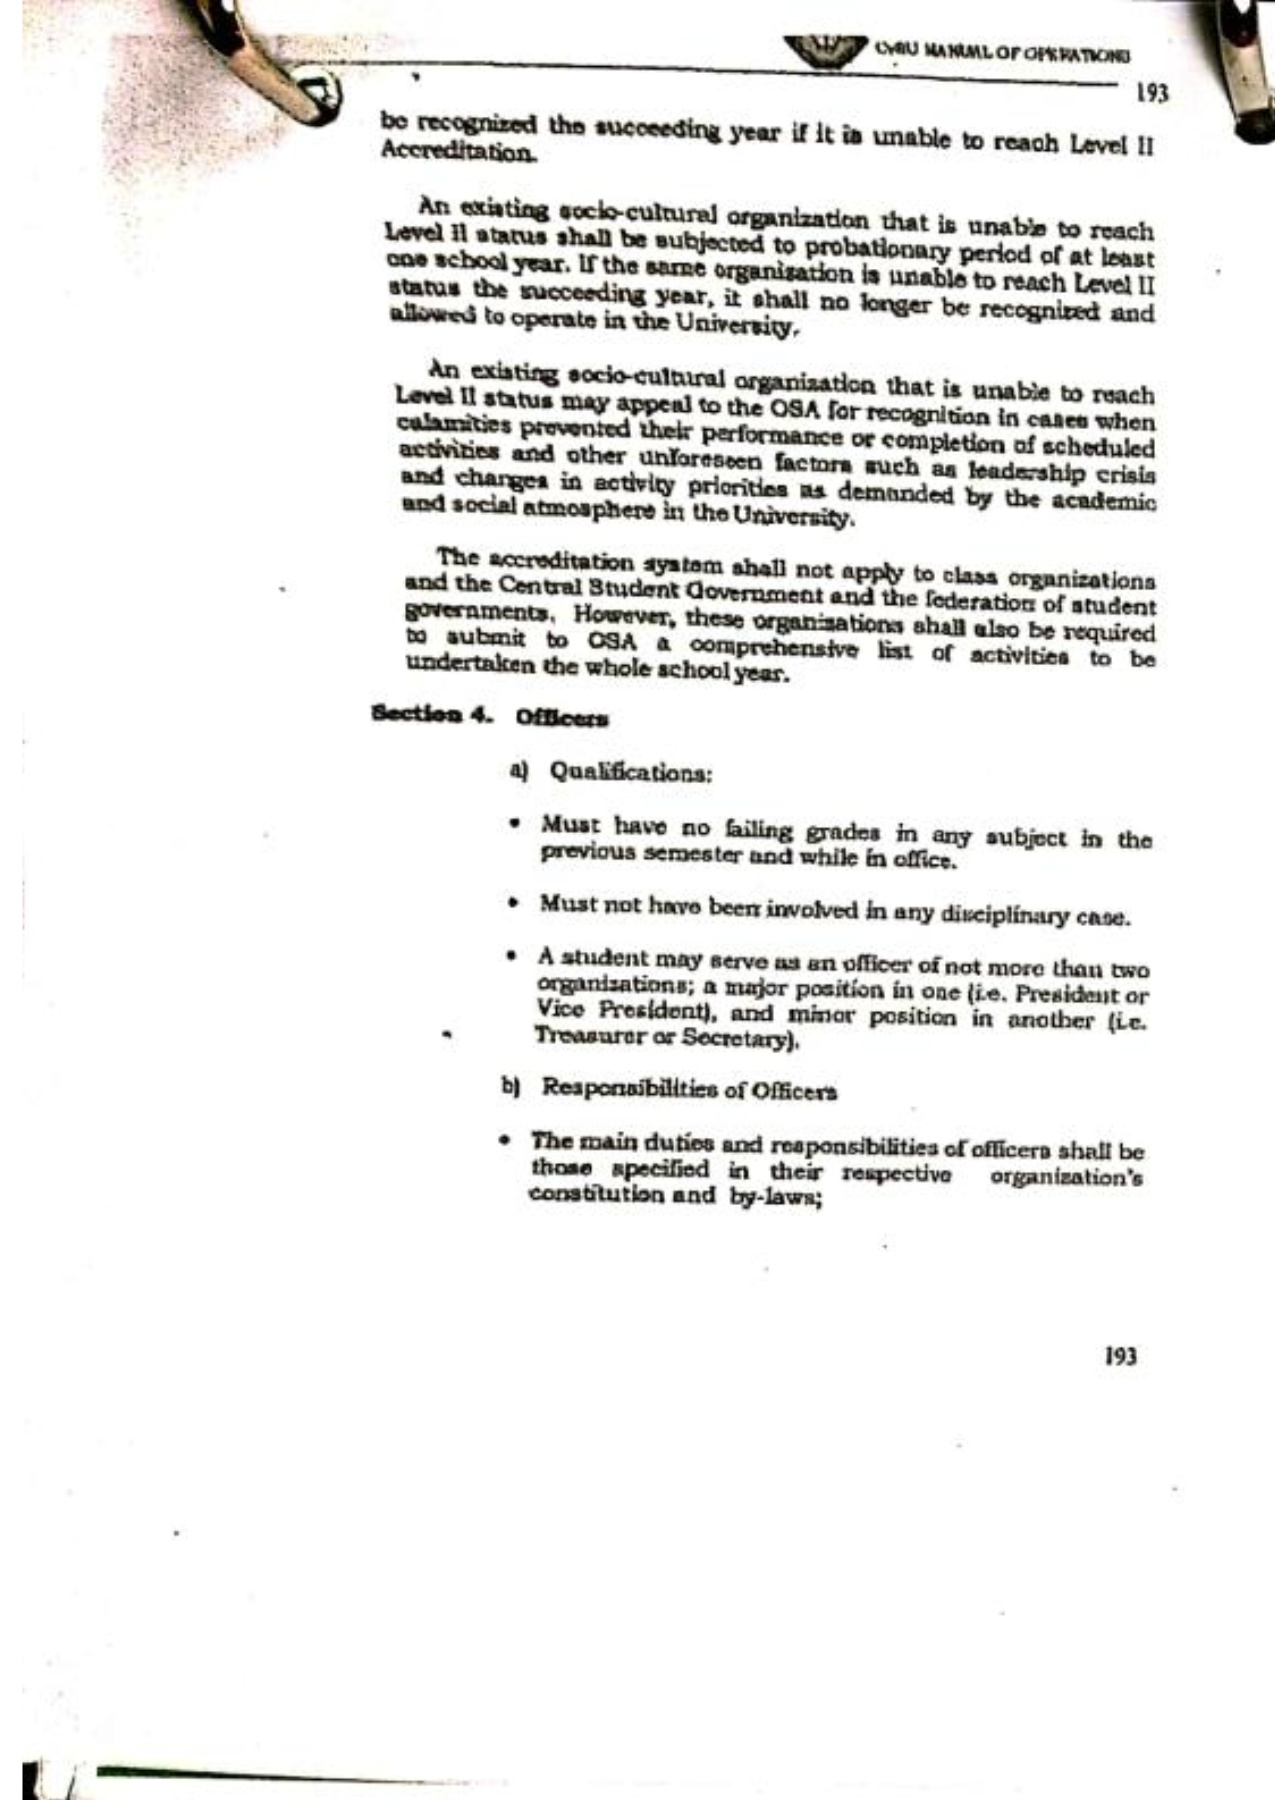 MANUAL OF OPERATIONS
193
be recognized the succeeding year if it is unable to reach Level II
Accreditation.
An existing socio-cultural organization that is unable to reach
Level II status shall be subjected to probationary period of at least
one school year. If the same organization is unable to reach Level II
status the succeeding year, it shall no longer be recognized and
allowed to operate in the University.
An existing socio-cultural organization that is unable to reach
Level II status may appeal to the OSA for recognition in cases when
calamities prevented their performance or completion of scheduled
activities and other unforeseen factors such as leadership crisis
and changes in activity priorities as demanded by the academic
and social atmosphere in the University.
The accreditation system shall not apply to class organizations
and the Central Student Government and the federation of student
governments. However, these organizations shall also be required
to submit to OSA a comprehensive list of activities to be
undertaken the whole school year.
Section 4. Officers
a) Qualifications:
• Must have no failing grades in any subject in the
previous semester and while in office.
• Must not have been involved in any disciplinary case.
• A student may serve as an officer of not more than two
organizations; a major position in one (i.e. President or
Vice President), and minor position in another (i.e.
Treasurer or Secretary).
b) Responsibilities of Officers
• The main duties and responsibilities of officers shall be
those specified in their respective organization's
constitution and by-laws;
193